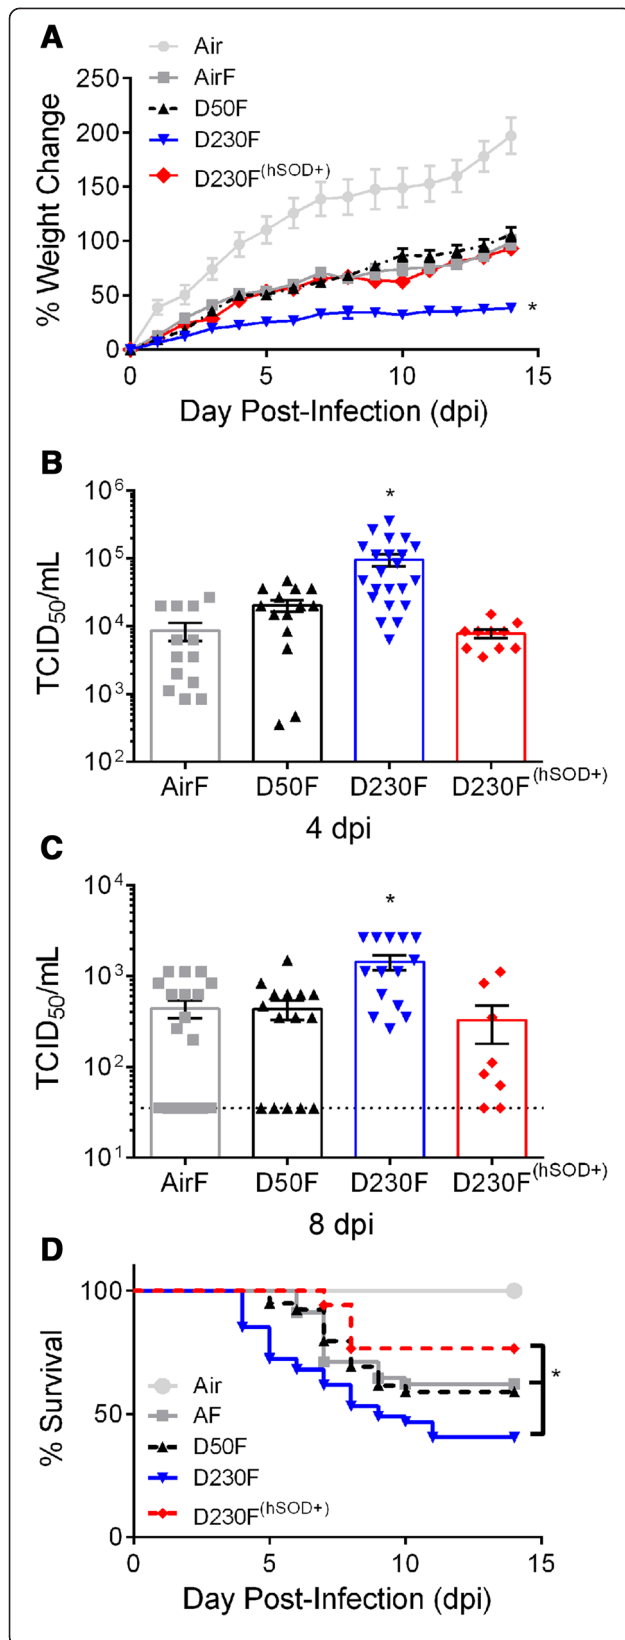 A
Air
AirF
D50F
D230F
D230F(hSOD+)
% Weight Change
250
200
150
100
50
0
0 5 10 15
*
Day Post-Infection (dpi)
B
TCID50/mL
10^6
10^5
10^4
10^3
10^2
*
AirF D50F D230F D230F(hSOD+)
4 dpi
C
TCID50/mL
10^4
10^3
10^2
10^1
*
AirF D50F D230F D230F(hSOD+)
8 dpi
D
% Survival
100
50
0
Air
AF
D50F
D230F
D230F(hSOD+)
*
0 5 10 15
Day Post-Infection (dpi)